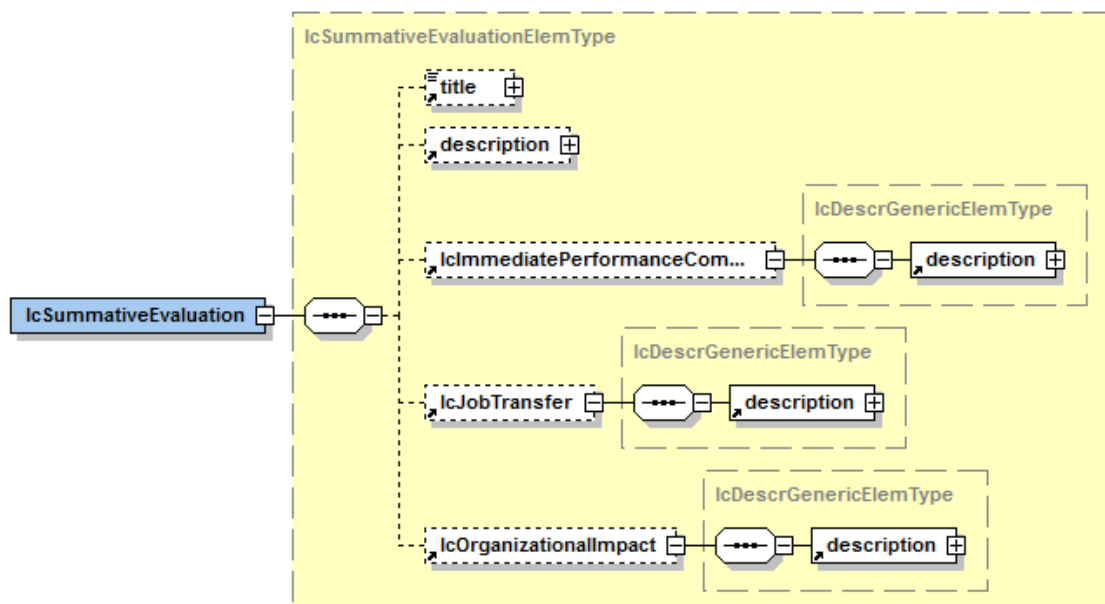 lcSummativeEvaluationElemType
title
description
lcDescrGenericElemType
lcImmediatePerformanceCom...
description
lcSummativeEvaluation
lcDescrGenericElemType
lcJobTransfer
description
lcDescrGenericElemType
lcOrganizationalImpact
description